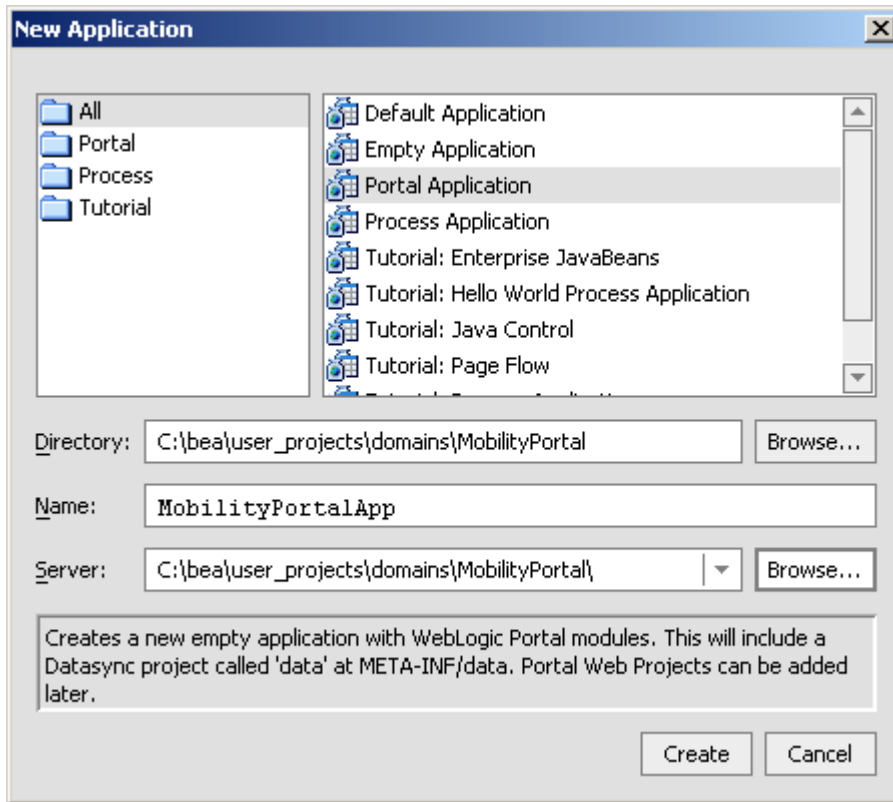 New Application
All
Portal
Process
Tutorial
Default Application
Empty Application
Portal Application
Process Application
Tutorial: Enterprise JavaBeans
Tutorial: Hello World Process Application
Tutorial: Java Control
Tutorial: Page Flow
Directory: C:\bea\user_projects\domains\MobilityPortal Browse...
Name: MobilityPortalApp
Server: C:\bea\user_projects\domains\MobilityPortal\ Browse...
Creates a new empty application with WebLogic Portal modules. This will include a
Datasync project called 'data' at META-INF/data. Portal Web Projects can be added
later.
Create Cancel